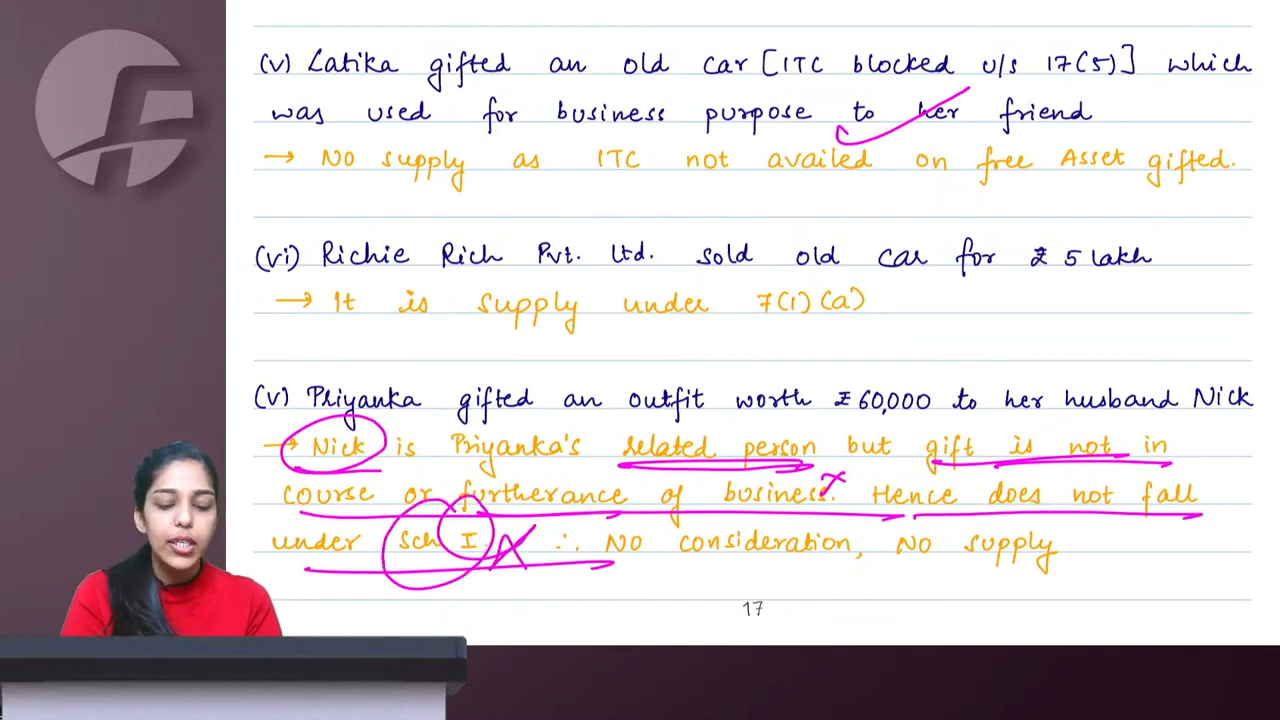 (v) Latika gifted an old car [ITC blocked u/s 17(5)] which
was used for business purpose to her friend
→ No supply as ITC not availed on free Asset gifted.
(vi) Richie Rich Pvt. Ltd. sold old car for ₹ 5 lakh
→ It is supply under 7(1)(a)
(v) Priyanka gifted an outfit worth ₹ 60,000 to her husband Nick
→ Nick is Priyanka's related person but gift is not in
course or furtherance of business. Hence does not fall
under Sch I. ∴ No consideration, No supply
17